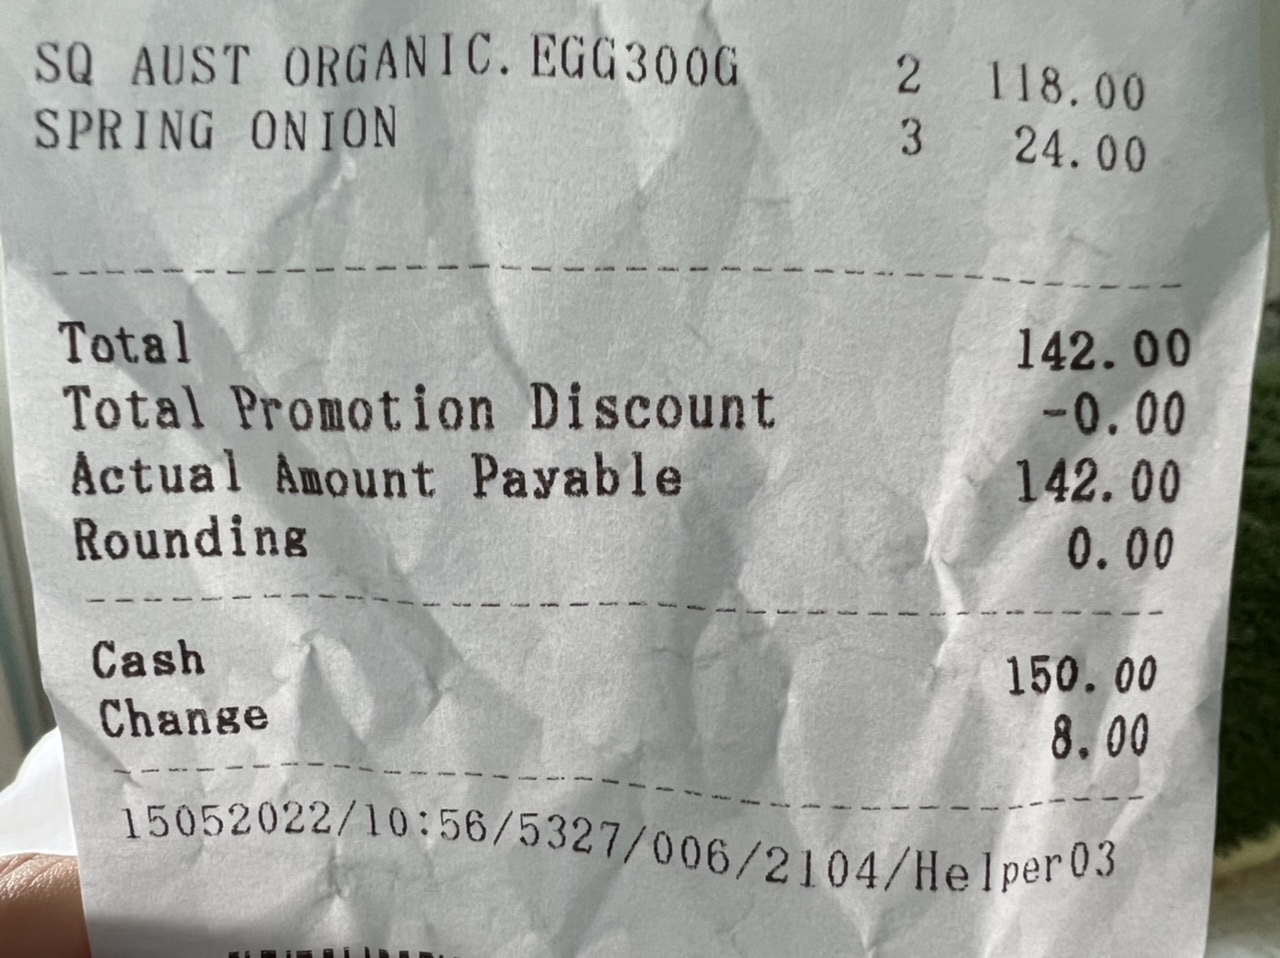 SQ AUST ORGANIC. EGG300G 2 118.00
SPRING ONION 3 24.00
Total 142.00
Total Promotion Discount -0.00
Actual Amount Payable 142.00
Rounding 0.00
Cash 150.00
Change 8.00
15052022/10:56/5327/006/2104/Helper03